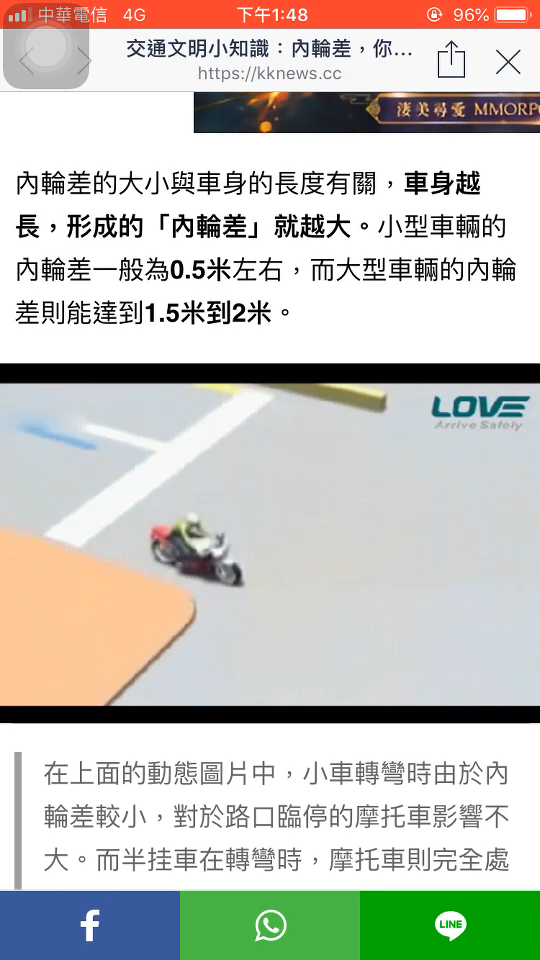 中華電信 4G 下午1:48 96%
交通文明小知識：內輪差，你...
https://kknews.cc
淒美尋愛 MMORP
內輪差的大小與車身的長度有關，車身越
長，形成的「內輪差」就越大。小型車輛的
內輪差一般為0.5米左右，而大型車輛的內輪
差則能達到1.5米到2米。
LOVE
Arrive Safely
在上面的動態圖片中，小車轉彎時由於內
輪差較小，對於路口臨停的摩托車影響不
大。而半挂車在轉彎時，摩托車則完全處
LINE